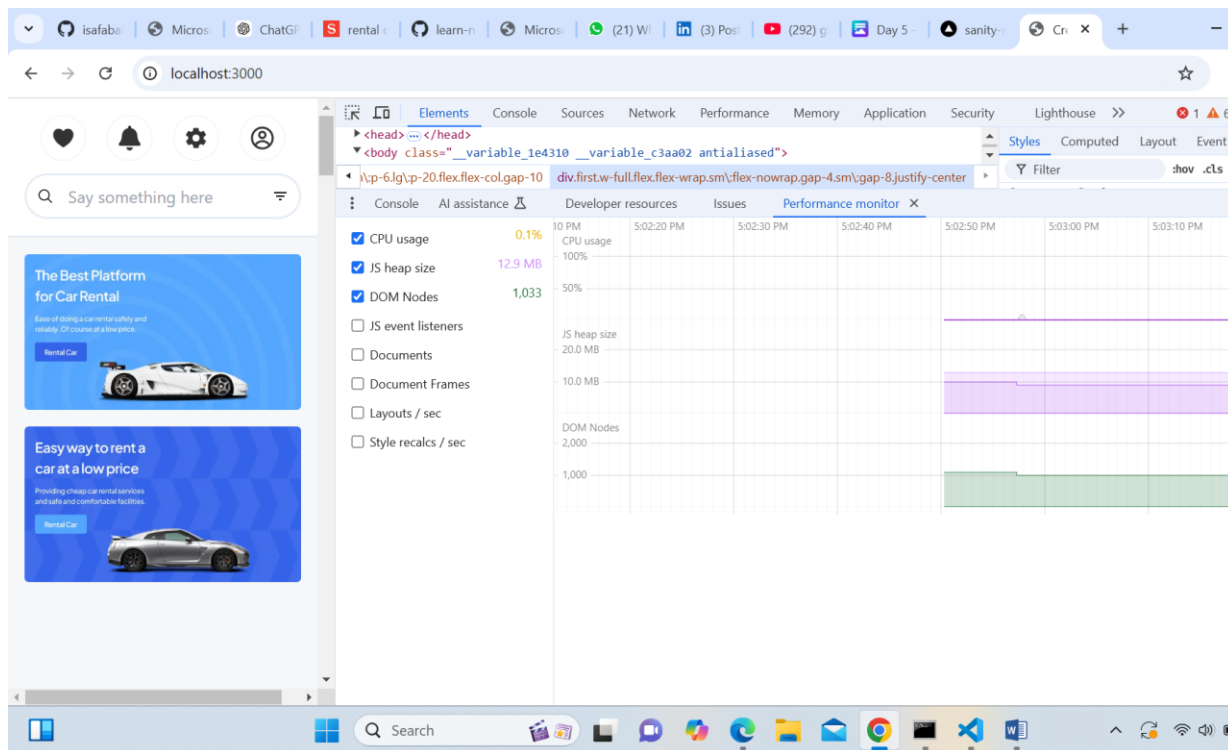 isafaba
Micros
ChatGP
rental c
learn-n
Micro
(21) W
(3) Post
(292) g
Day 5 -
sanity-
Cre
localhost:3000
Elements Console Sources Network Performance Memory Application Security Lighthouse
1 6
<head> … </head>
<body class="__variable_1e4310 __variable_c3aa02 antialiased">
\:p-6.lg\:p-20.flex.flex-col.gap-10 div.first.w-full.flex.flex-wrap.sm\:flex-nowrap.gap-4.sm\:gap-8.justify-center
Styles Computed Layout Event
Filter :hov .cls
Console AI assistance Developer resources Issues Performance monitor
Say something here
The Best Platform
for Car Rental
Ease of doing a car rental safely and
reliably. Of course at a low price.
Rental Car
Easy way to rent a
car at a low price
Providing cheap car rental services
and safe and comfortable facilities.
Rental Car
CPU usage 0.1%
JS heap size 12.9 MB
DOM Nodes 1,033
JS event listeners
Documents
Document Frames
Layouts / sec
Style recalcs / sec
10 PM 5:02:20 PM 5:02:30 PM 5:02:40 PM 5:02:50 PM 5:03:00 PM 5:03:10 PM
CPU usage
100%
50%
JS heap size
20.0 MB
10.0 MB
DOM Nodes
2,000
1,000
Search